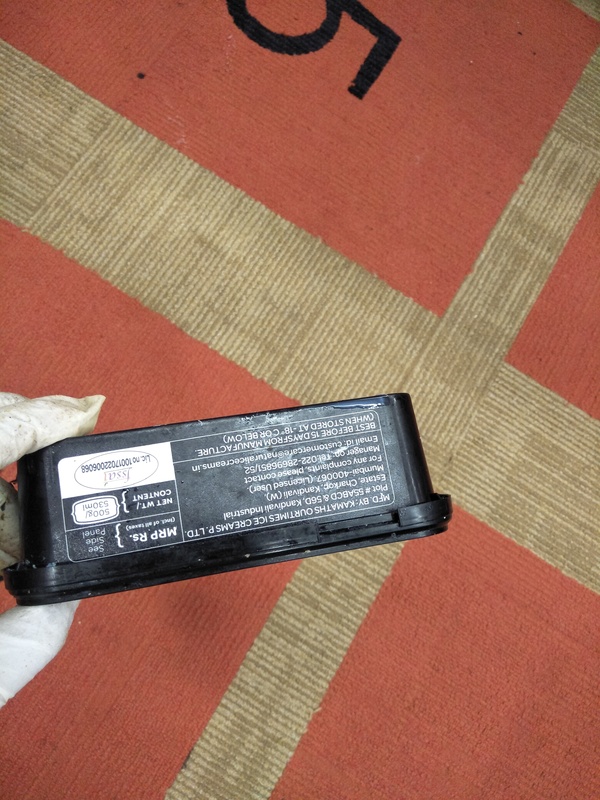 5
MFD. BY:-KAMATHS OURTIMES ICE CREAMS P. LTD
Plot # 55ABCD & 56D, Kandivali Industrial
Estate, Charkop, Kandivali (W)
Mumbai-400067. (Licensed User)
For any complaints, please contact
Manager on, Tel:022- 28696851/52
Email id: customercare@naturalicecreams.in
BEST BEFORE 15 DAYS FROM MANUFACTURE.
(WHEN STORED AT - 18° C OR BELOW)
MRP Rs.
(Incl. of all taxes)
See
Side
Panel
NET WT./
CONTENT
500g/
530ml
fssai
Lic no 10017022006068